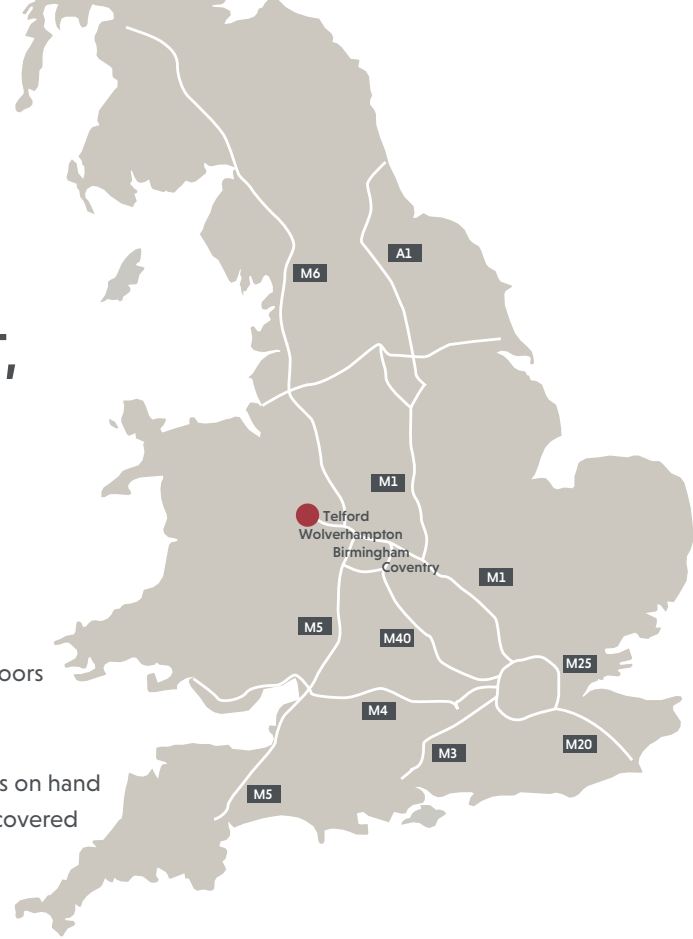 A1
M6
,
M1
Telford
Wolverhampton
Birmingham
Coventry
M1
M5
M40
M25
oors
M4
M20
M3
s on hand
M5
covered